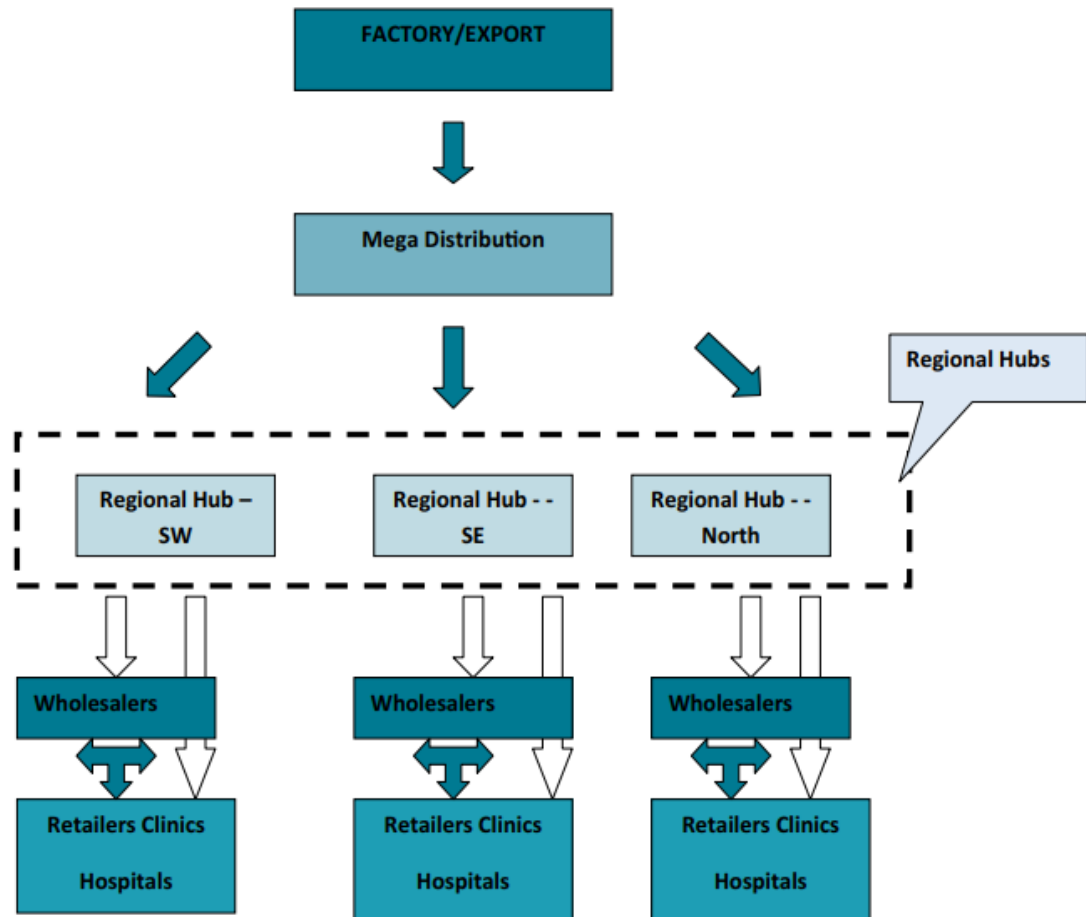 FACTORY/EXPORT
Mega Distribution
Regional Hubs
Regional Hub –
SW
Regional Hub - -
SE
Regional Hub - -
North
Wholesalers
Wholesalers
Wholesalers
Retailers Clinics
Hospitals
Retailers Clinics
Hospitals
Retailers Clinics
Hospitals